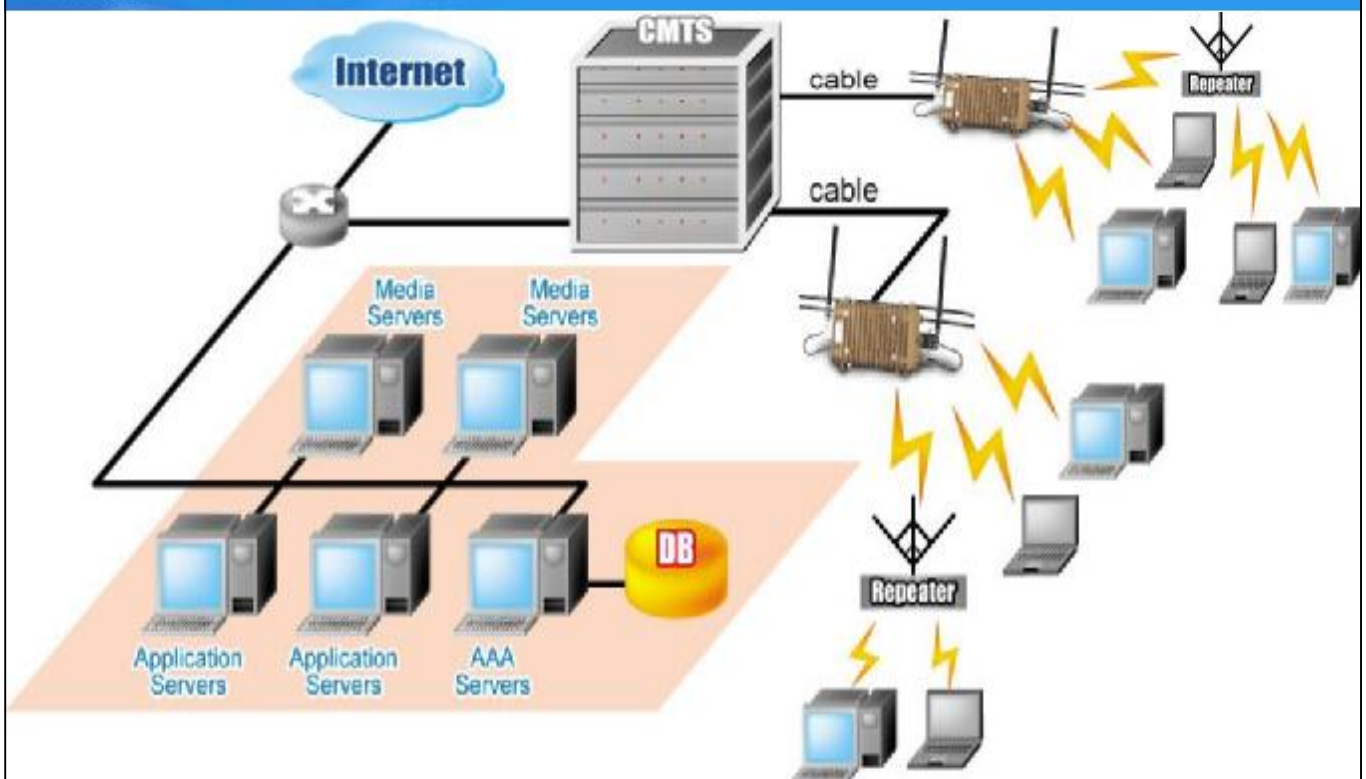 CMTS
Internet
cable
Repeater
cable
Media
Servers
Media
Servers
DB
Repeater
Application
Servers
Application
Servers
AAA
Servers